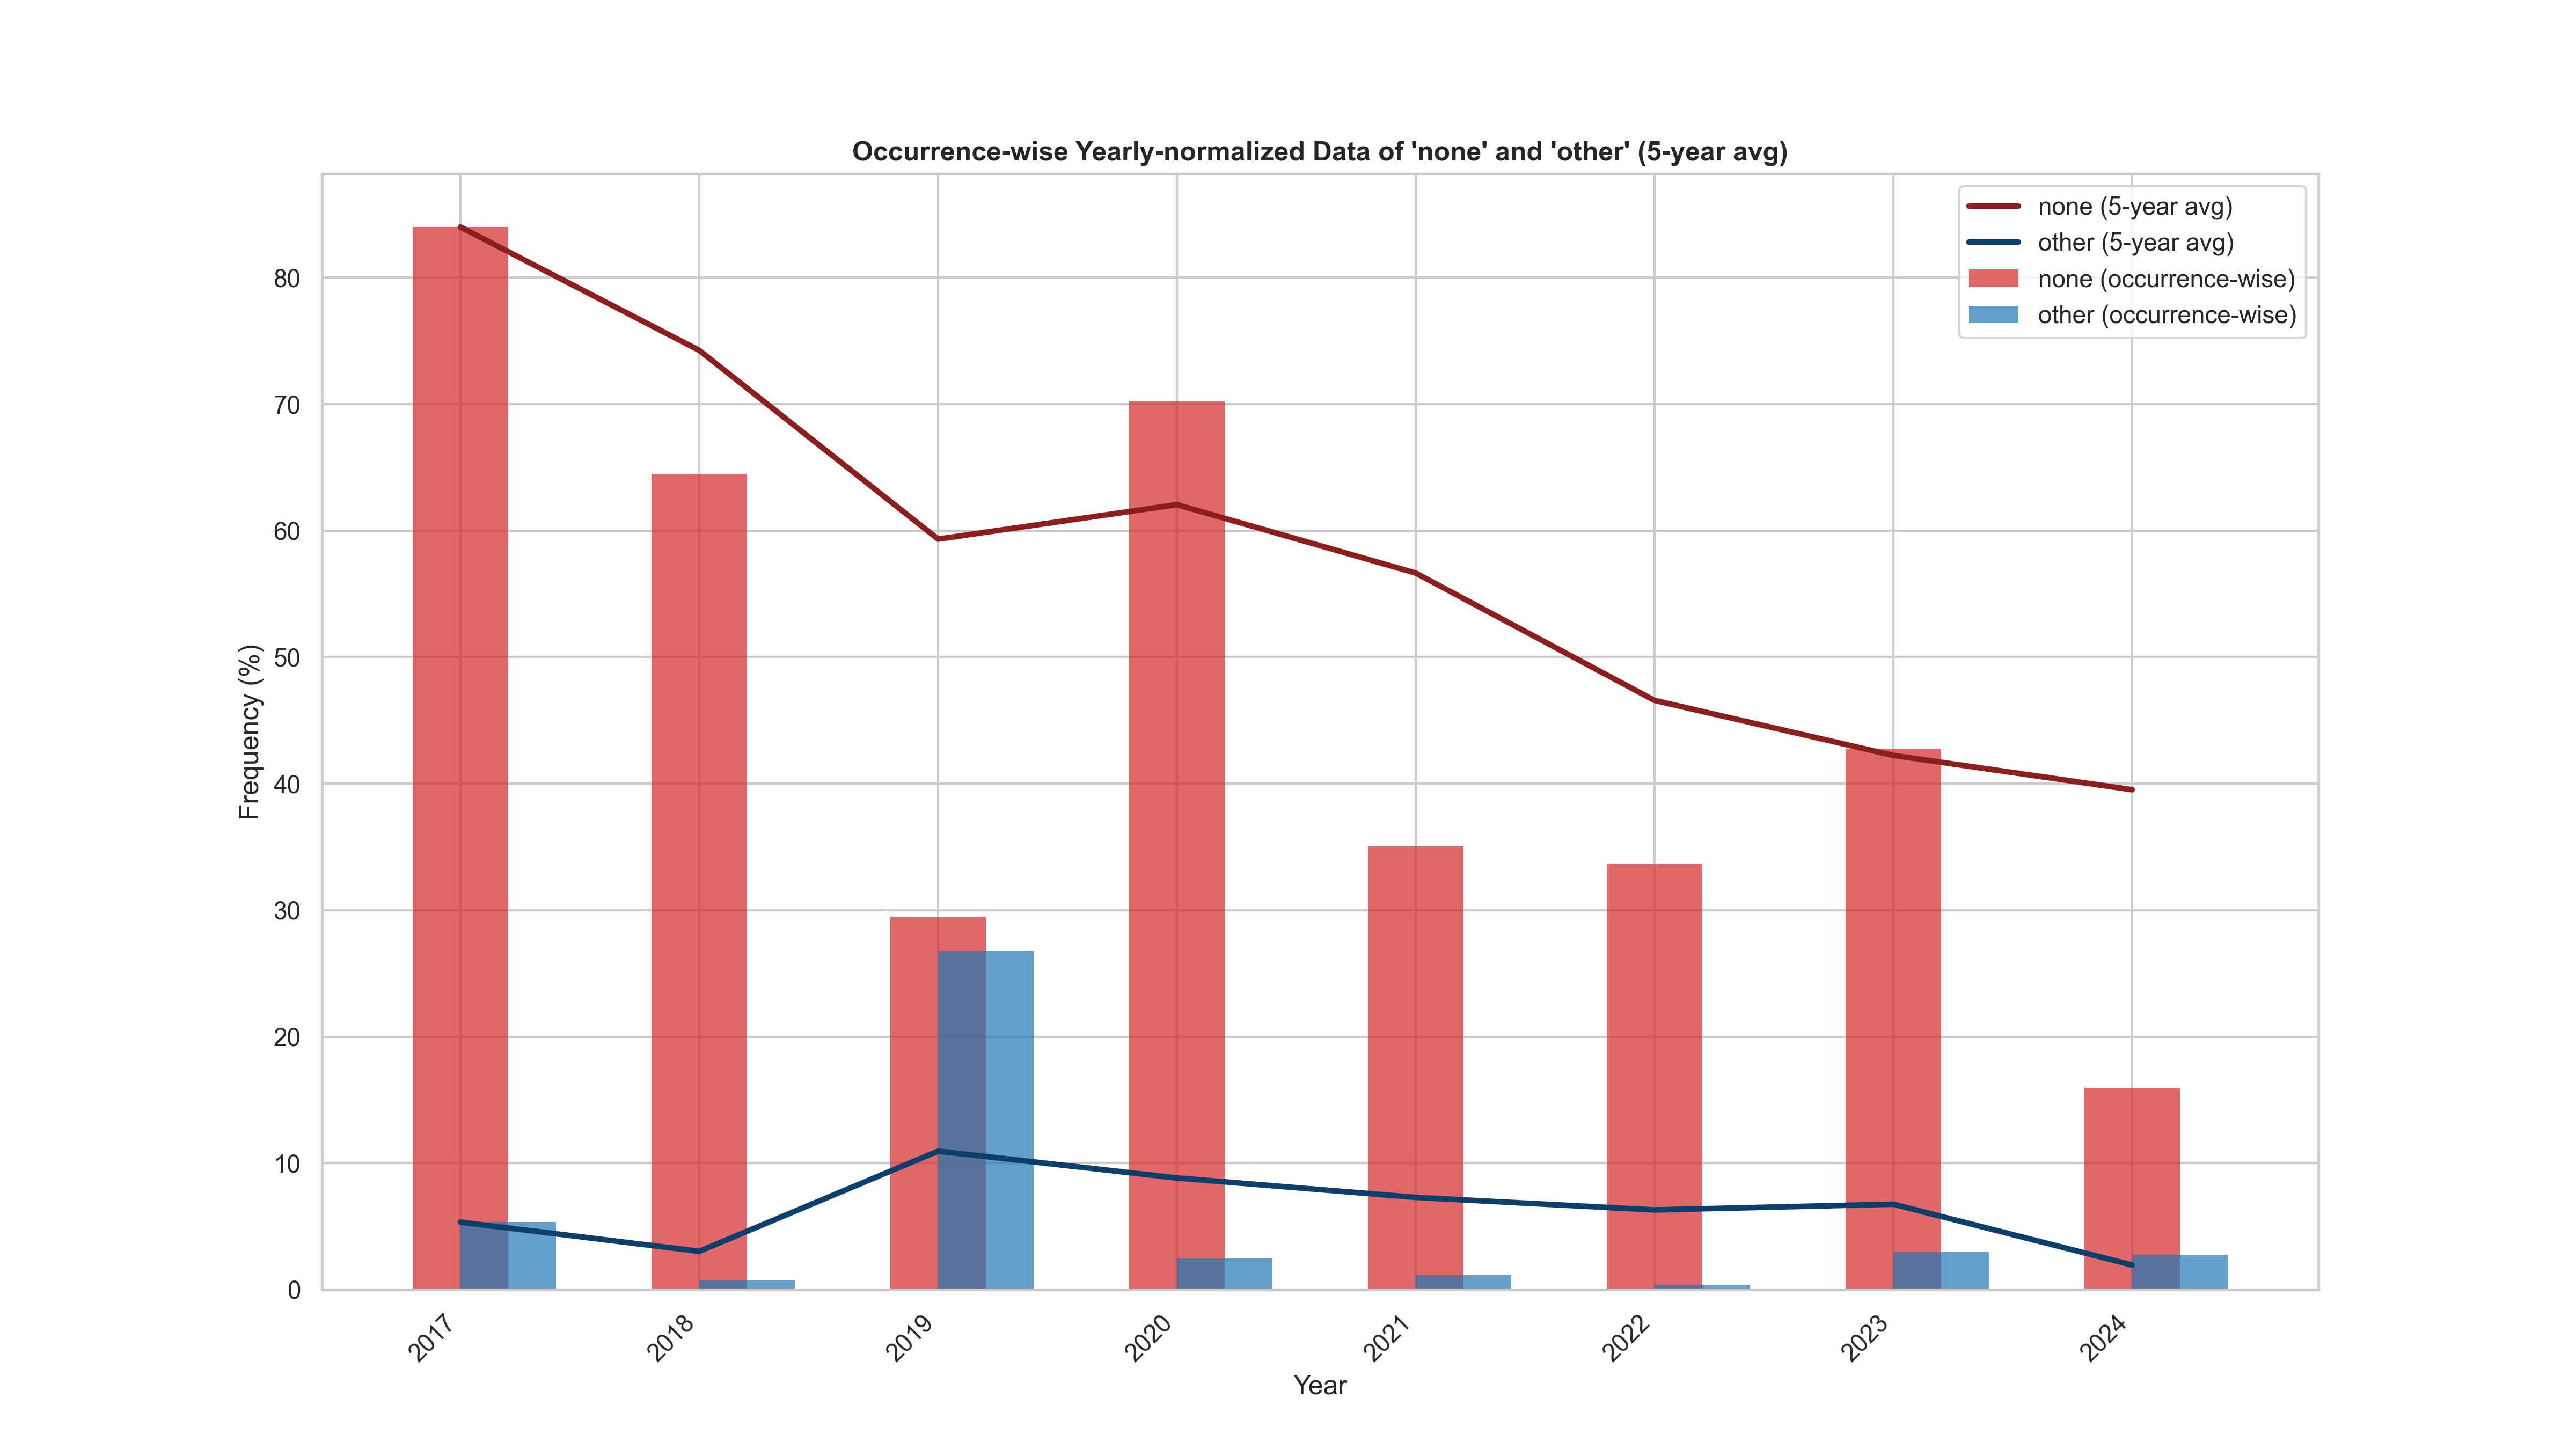 Occurrence-wise Yearly-normalized Data of 'none' and 'other' (5-year avg)
none (5-year avg)
other (5-year avg)
none (occurrence-wise)
other (occurrence-wise)
Frequency (%)
80
70
60
50
40
30
20
10
0
2017
2018
2019
2020
2021
2022
2023
2024
Year